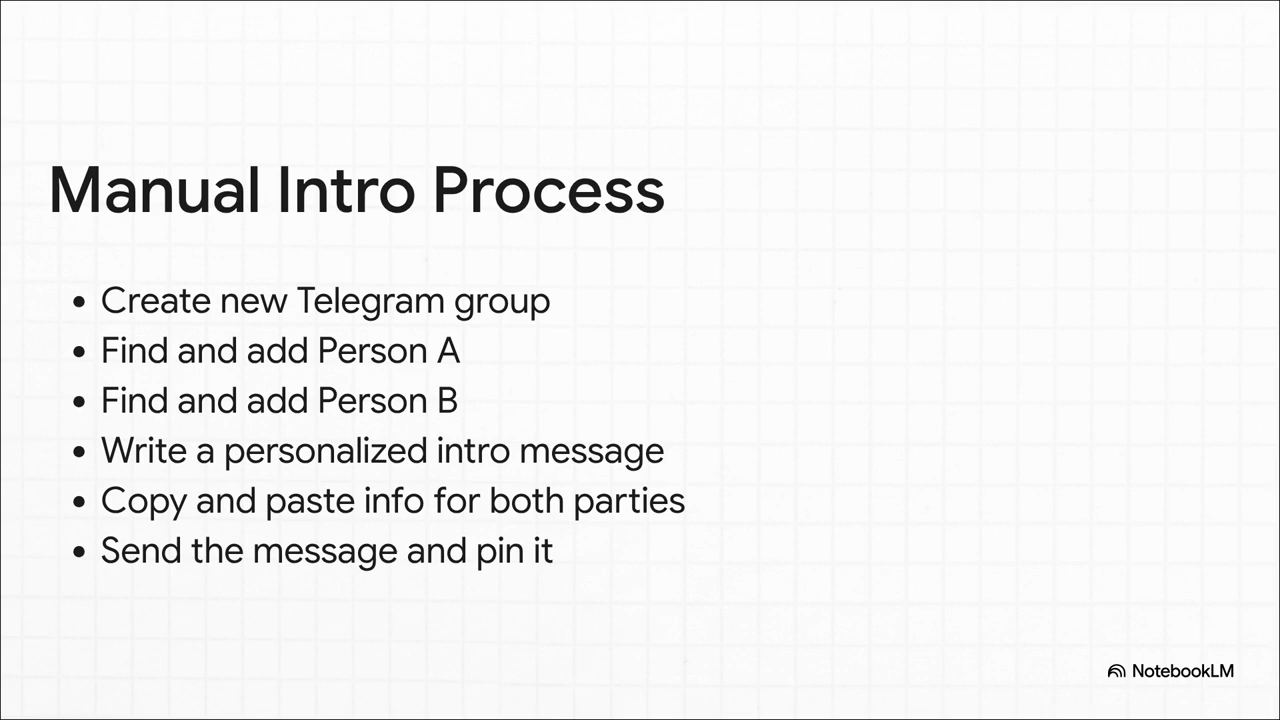 Manual Intro Process
• Create new Telegram group
• Find and add Person A
• Find and add Person B
• Write a personalized intro message
• Copy and paste info for both parties
• Send the message and pin it
NotebookLM